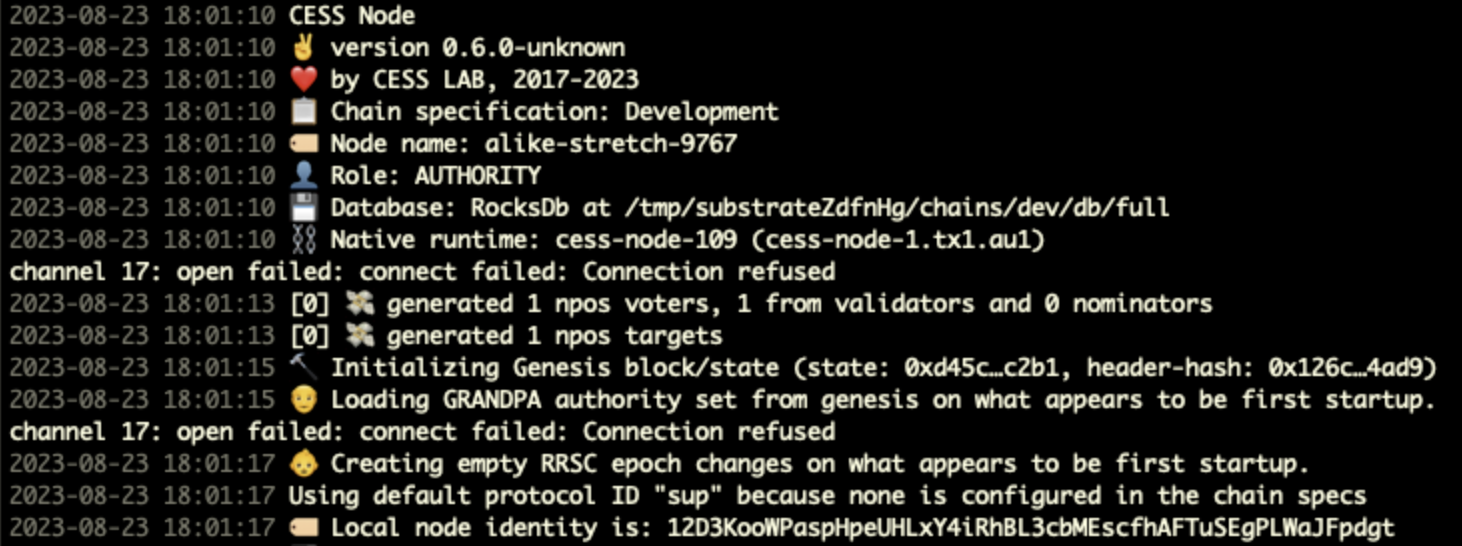 2023-08-23 18:01:10 CESS Node
2023-08-23 18:01:10 ✌️ version 0.6.0-unknown
2023-08-23 18:01:10 ❤️ by CESS LAB, 2017-2023
2023-08-23 18:01:10 📋 Chain specification: Development
2023-08-23 18:01:10 🏷 Node name: alike-stretch-9767
2023-08-23 18:01:10 👤 Role: AUTHORITY
2023-08-23 18:01:10 💾 Database: RocksDb at /tmp/substrateZdfnHg/chains/dev/db/full
2023-08-23 18:01:10 ⛓ Native runtime: cess-node-109 (cess-node-1.tx1.au1)
channel 17: open failed: connect failed: Connection refused
2023-08-23 18:01:13 [0] 💸 generated 1 npos voters, 1 from validators and 0 nominators
2023-08-23 18:01:13 [0] 💸 generated 1 npos targets
2023-08-23 18:01:15 🔨 Initializing Genesis block/state (state: 0xd45c…c2b1, header-hash: 0x126c…4ad9)
2023-08-23 18:01:15 👴 Loading GRANDPA authority set from genesis on what appears to be first startup.
channel 17: open failed: connect failed: Connection refused
2023-08-23 18:01:17 👶 Creating empty RRSC epoch changes on what appears to be first startup.
2023-08-23 18:01:17 Using default protocol ID "sup" because none is configured in the chain specs
2023-08-23 18:01:17 🏷 Local node identity is: 12D3KooWPaspHpeUHLxY4iRhBL3cbMEscfhAFTuSEgPLWaJFpdgt